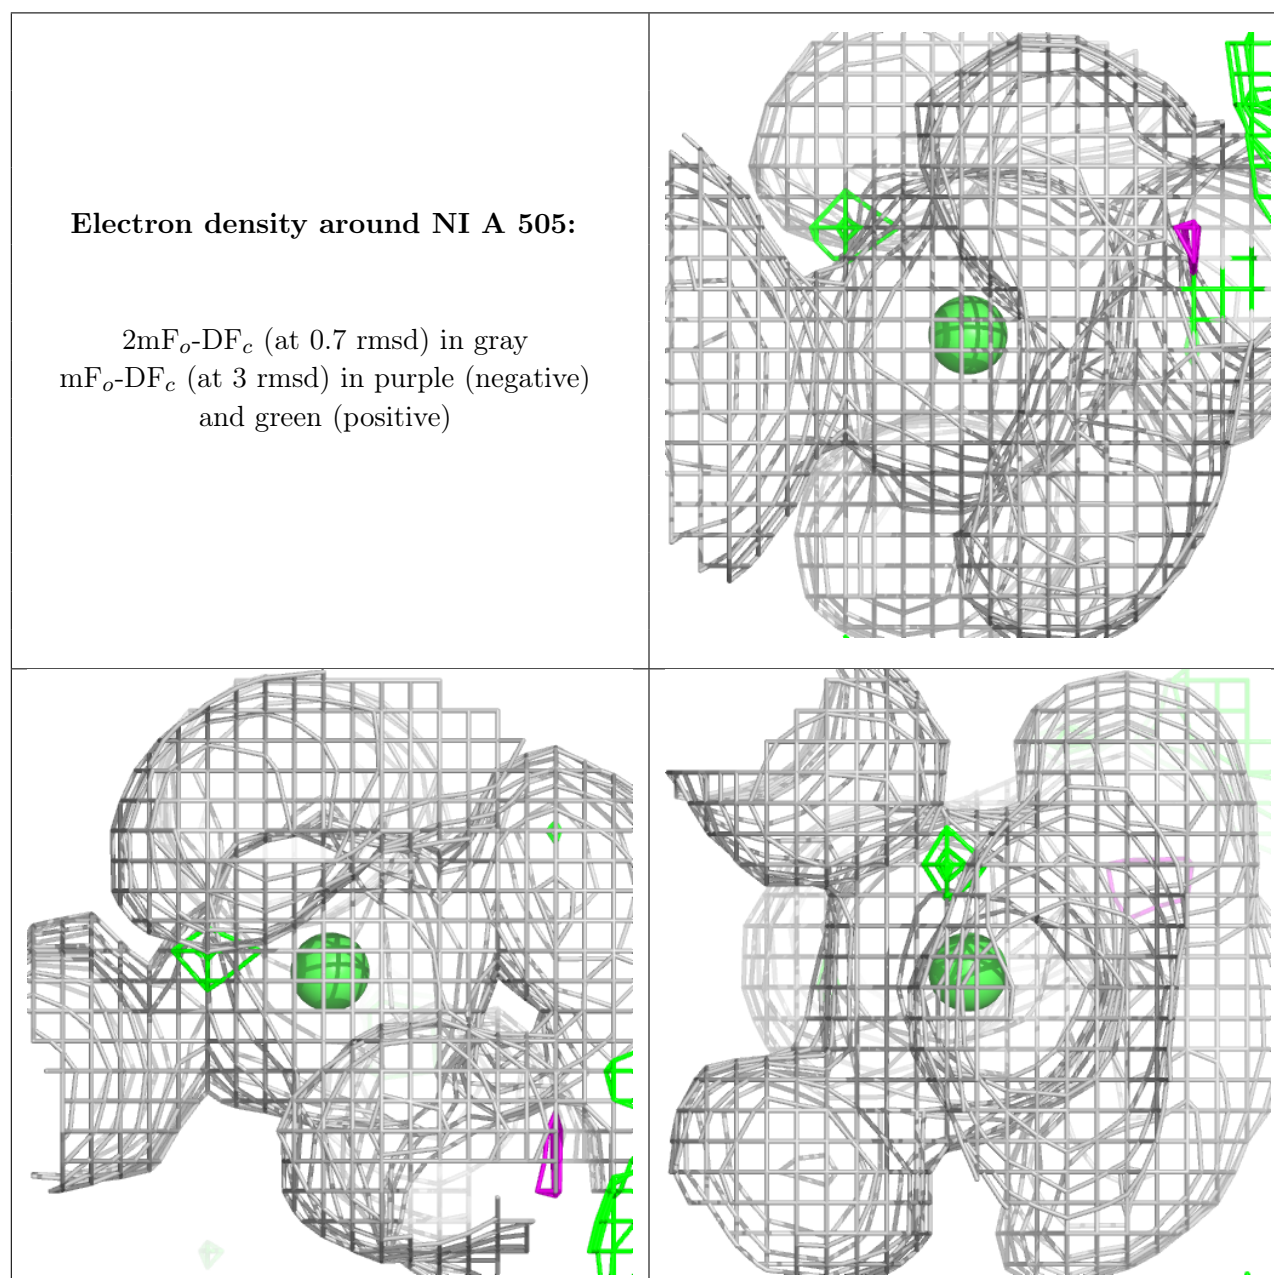 Electron density around NI A 505:
2mFo-DFc (at 0.7 rmsd) in gray
mFo-DFc (at 3 rmsd) in purple (negative)
and green (positive)